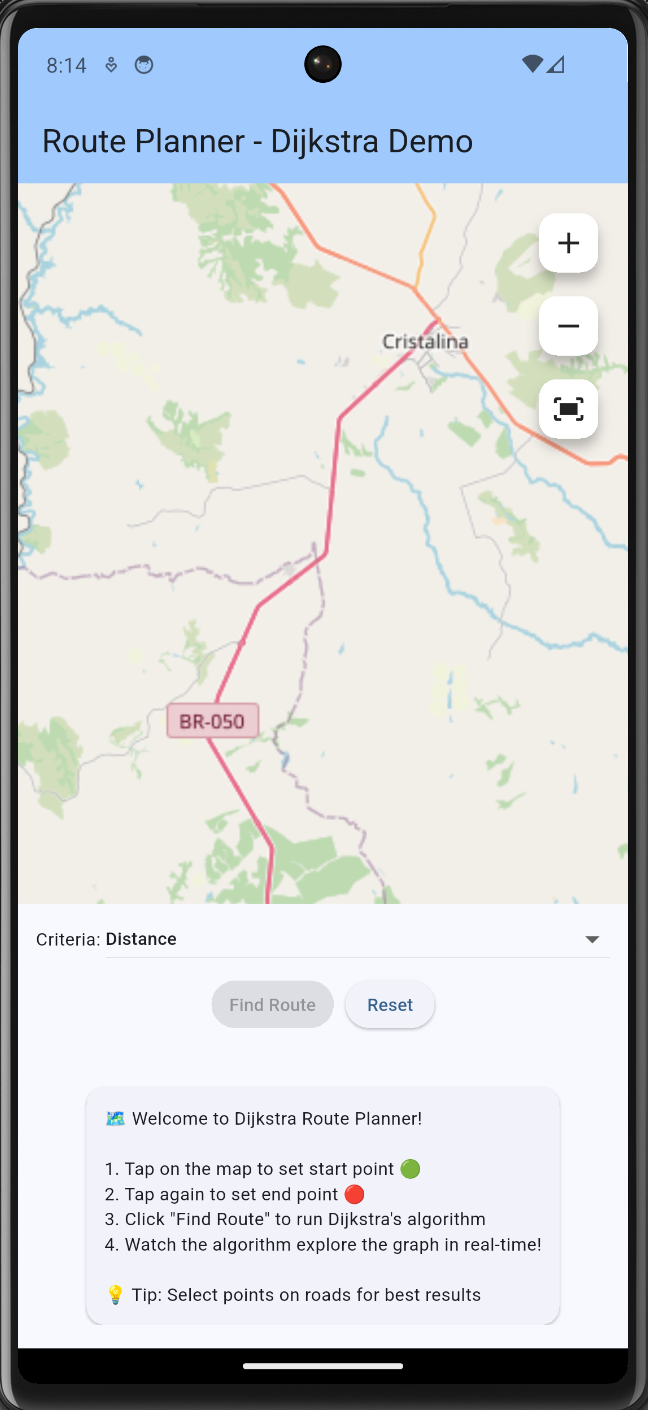 8:14
Route Planner - Dijkstra Demo
Cristalina
BR-050
Criteria: Distance
Find Route
Reset
🗺️ Welcome to Dijkstra Route Planner!
1. Tap on the map to set start point 🟢
2. Tap again to set end point 🔴
3. Click "Find Route" to run Dijkstra's algorithm
4. Watch the algorithm explore the graph in real-time!
💡 Tip: Select points on roads for best results